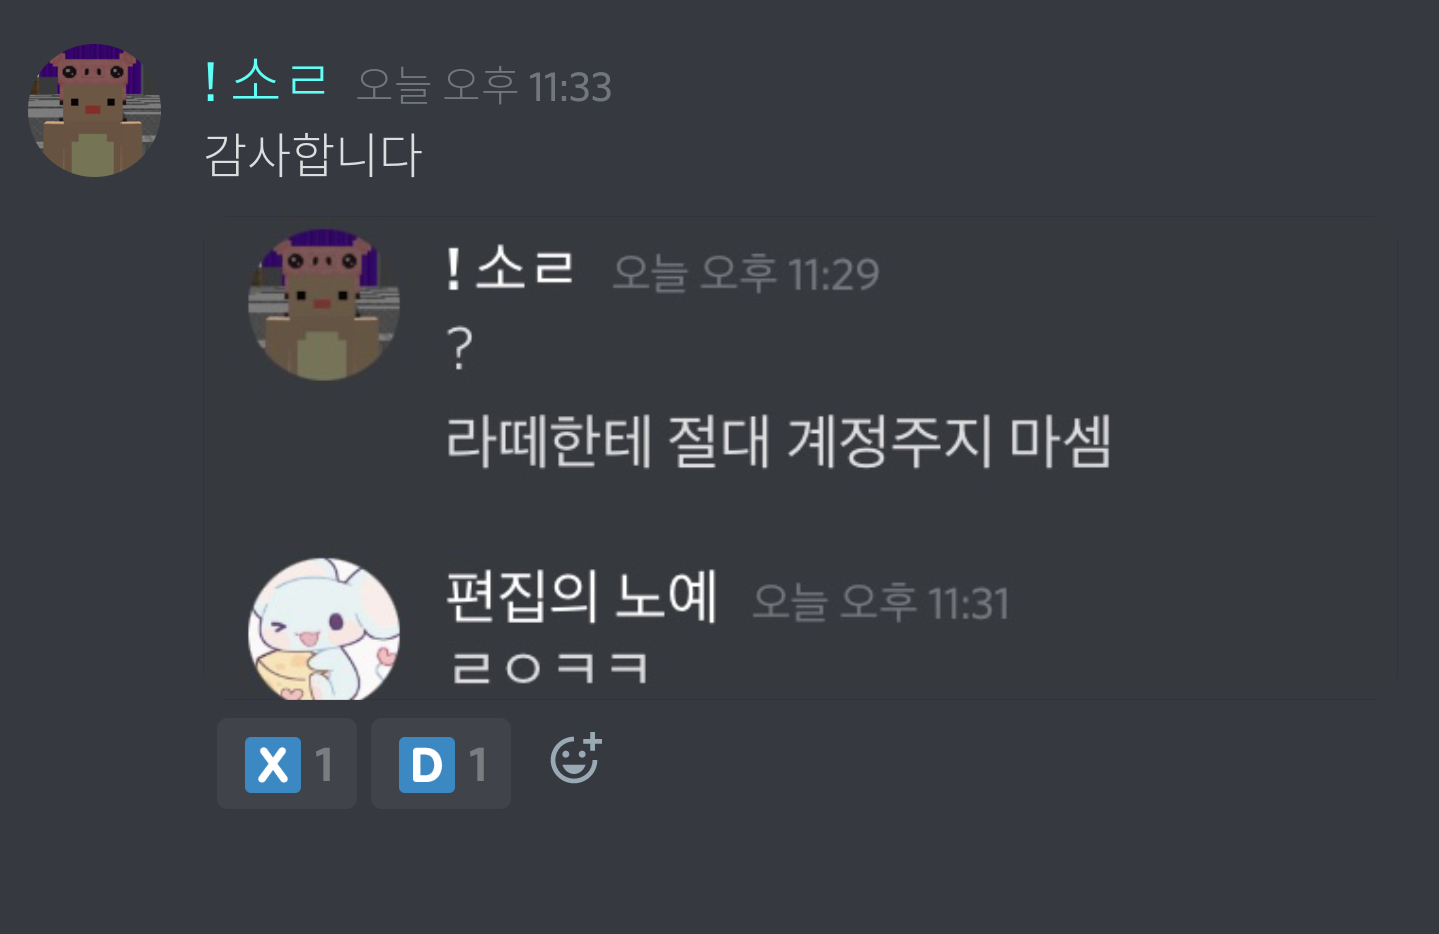 ! 소ㄹ 오늘 오후 11:33
감사합니다
! 소ㄹ 오늘 오후 11:29
?
라떼한테 절대 계정주지 마셈
편집의 노예 오늘 오후 11:31
ㄹㅇㅋㅋ
X 1 D 1